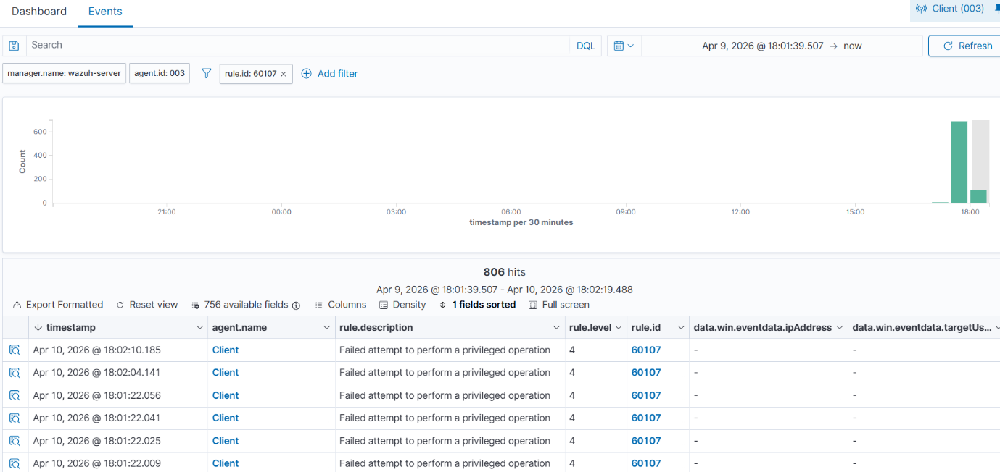 Dashboard Events Client (003)
Search DQL Apr 9, 2026 @ 18:01:39.507 → now Refresh
manager.name: wazuh-server agent.id: 003 rule.id: 60107 × Add filter
600
400
200
0
Count
21:00 00:00 03:00 06:00 09:00 12:00 15:00 18:00
timestamp per 30 minutes
806 hits
Apr 9, 2026 @ 18:01:39.507 - Apr 10, 2026 @ 18:02:19.488
Export Formatted Reset view 756 available fields Columns Density 1 fields sorted Full screen
timestamp agent.name rule.description rule.level rule.id data.win.eventdata.ipAddress data.win.eventdata.targetUs...
Apr 10, 2026 @ 18:02:10.185 Client Failed attempt to perform a privileged operation 4 60107 - -
Apr 10, 2026 @ 18:02:04.141 Client Failed attempt to perform a privileged operation 4 60107 - -
Apr 10, 2026 @ 18:01:22.056 Client Failed attempt to perform a privileged operation 4 60107 - -
Apr 10, 2026 @ 18:01:22.041 Client Failed attempt to perform a privileged operation 4 60107 - -
Apr 10, 2026 @ 18:01:22.025 Client Failed attempt to perform a privileged operation 4 60107 - -
Apr 10, 2026 @ 18:01:22.009 Client Failed attempt to perform a privileged operation 4 60107 - -